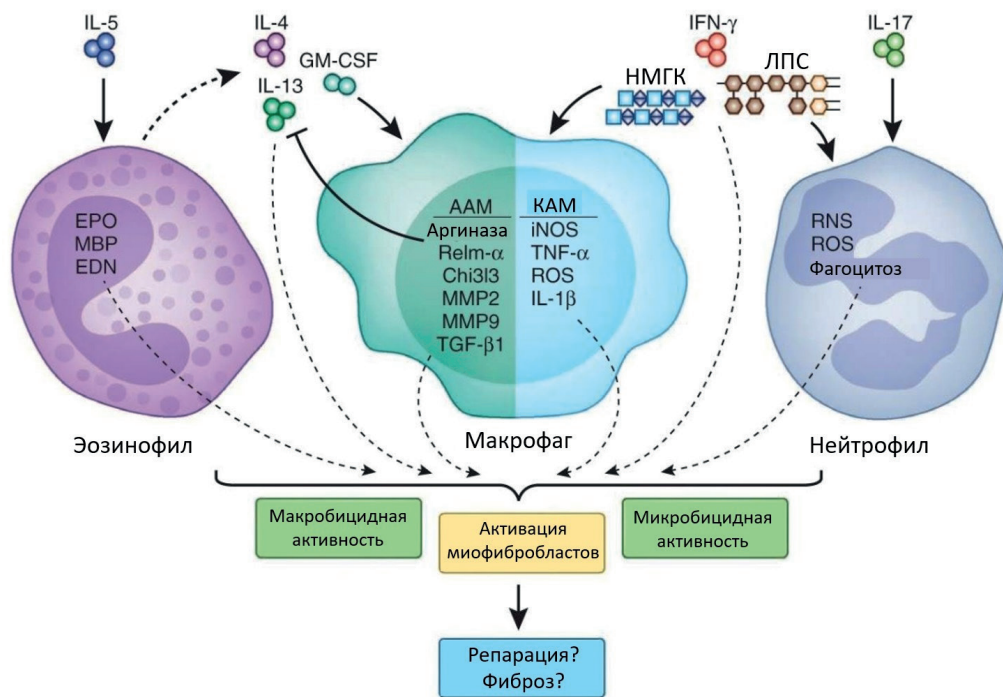 IL-5
IL-4
GM-CSF
IL-13
IFN-γ
IL-17
ЛПС
НМГК
EPO
MBP
EDN
ААМ
Аргиназа
Relm-α
Chi3l3
MMP2
MMP9
TGF-β1
КАМ
iNOS
TNF-α
ROS
IL-1β
RNS
ROS
Фагоцитоз
Эозинофил
Макрофаг
Нейтрофил
Макробицидная
активность
Активация
миофибробластов
Микробицидная
активность
Репарация?
Фиброз?